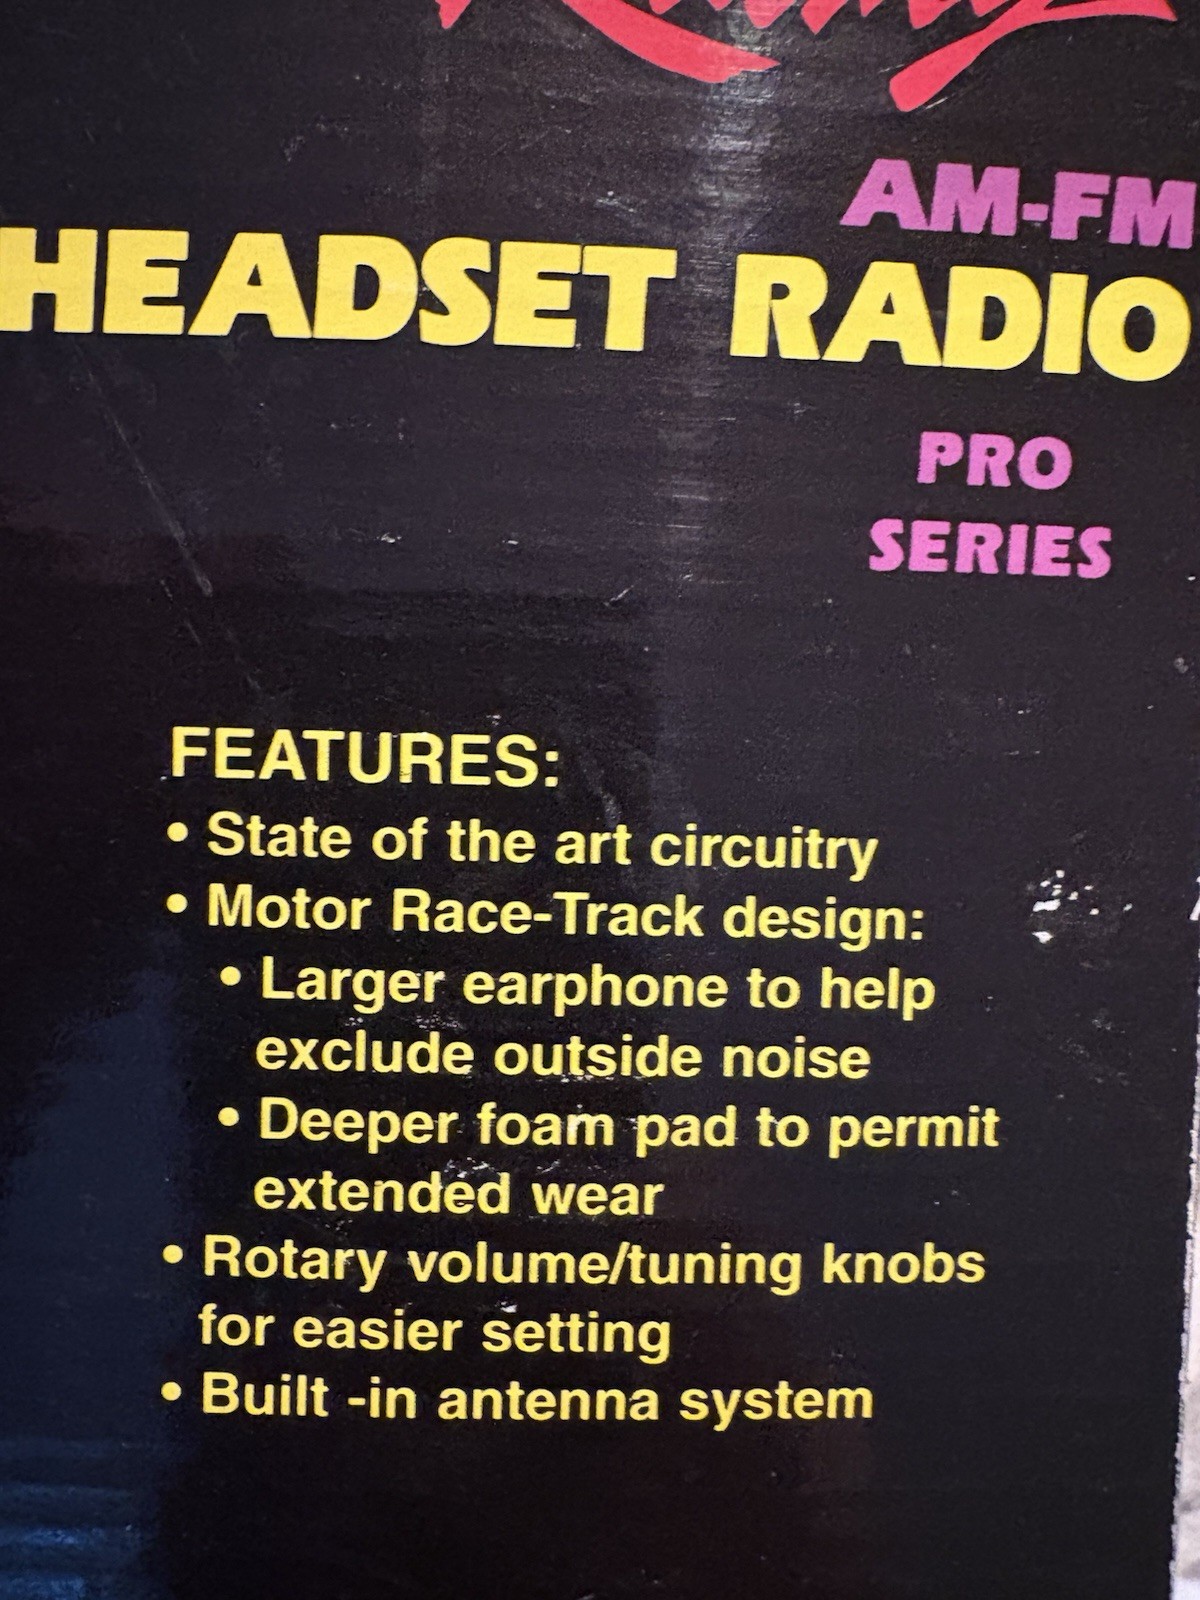 AM-FM
HEADSET RADIO
PRO
SERIES
FEATURES:
• State of the art circuitry
• Motor Race-Track design:
• Larger earphone to help
exclude outside noise
• Deeper foam pad to permit
extended wear
• Rotary volume/tuning knobs
for easier setting
• Built -in antenna system